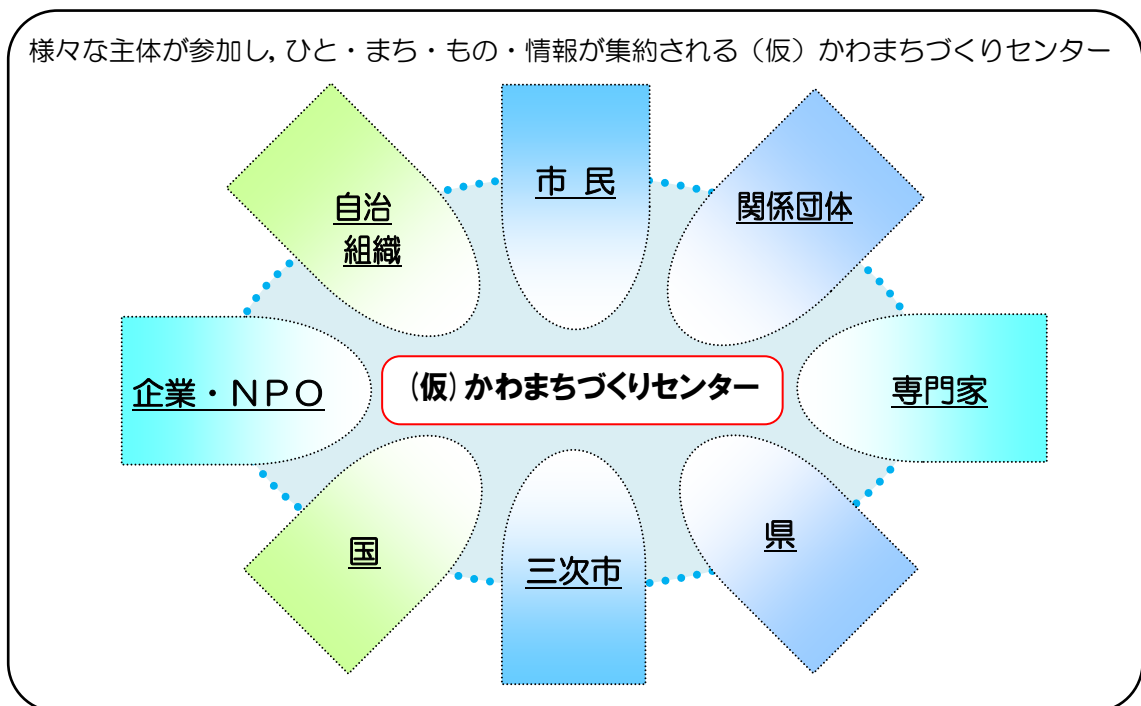 様々な主体が参加し,ひと・まち・もの・情報が集約される（仮）かわまちづくりセンター
市 民
自治
組織
関係団体
企業・ＮＰＯ
（仮）かわまちづくりセンター
専門家
国
三次市
県